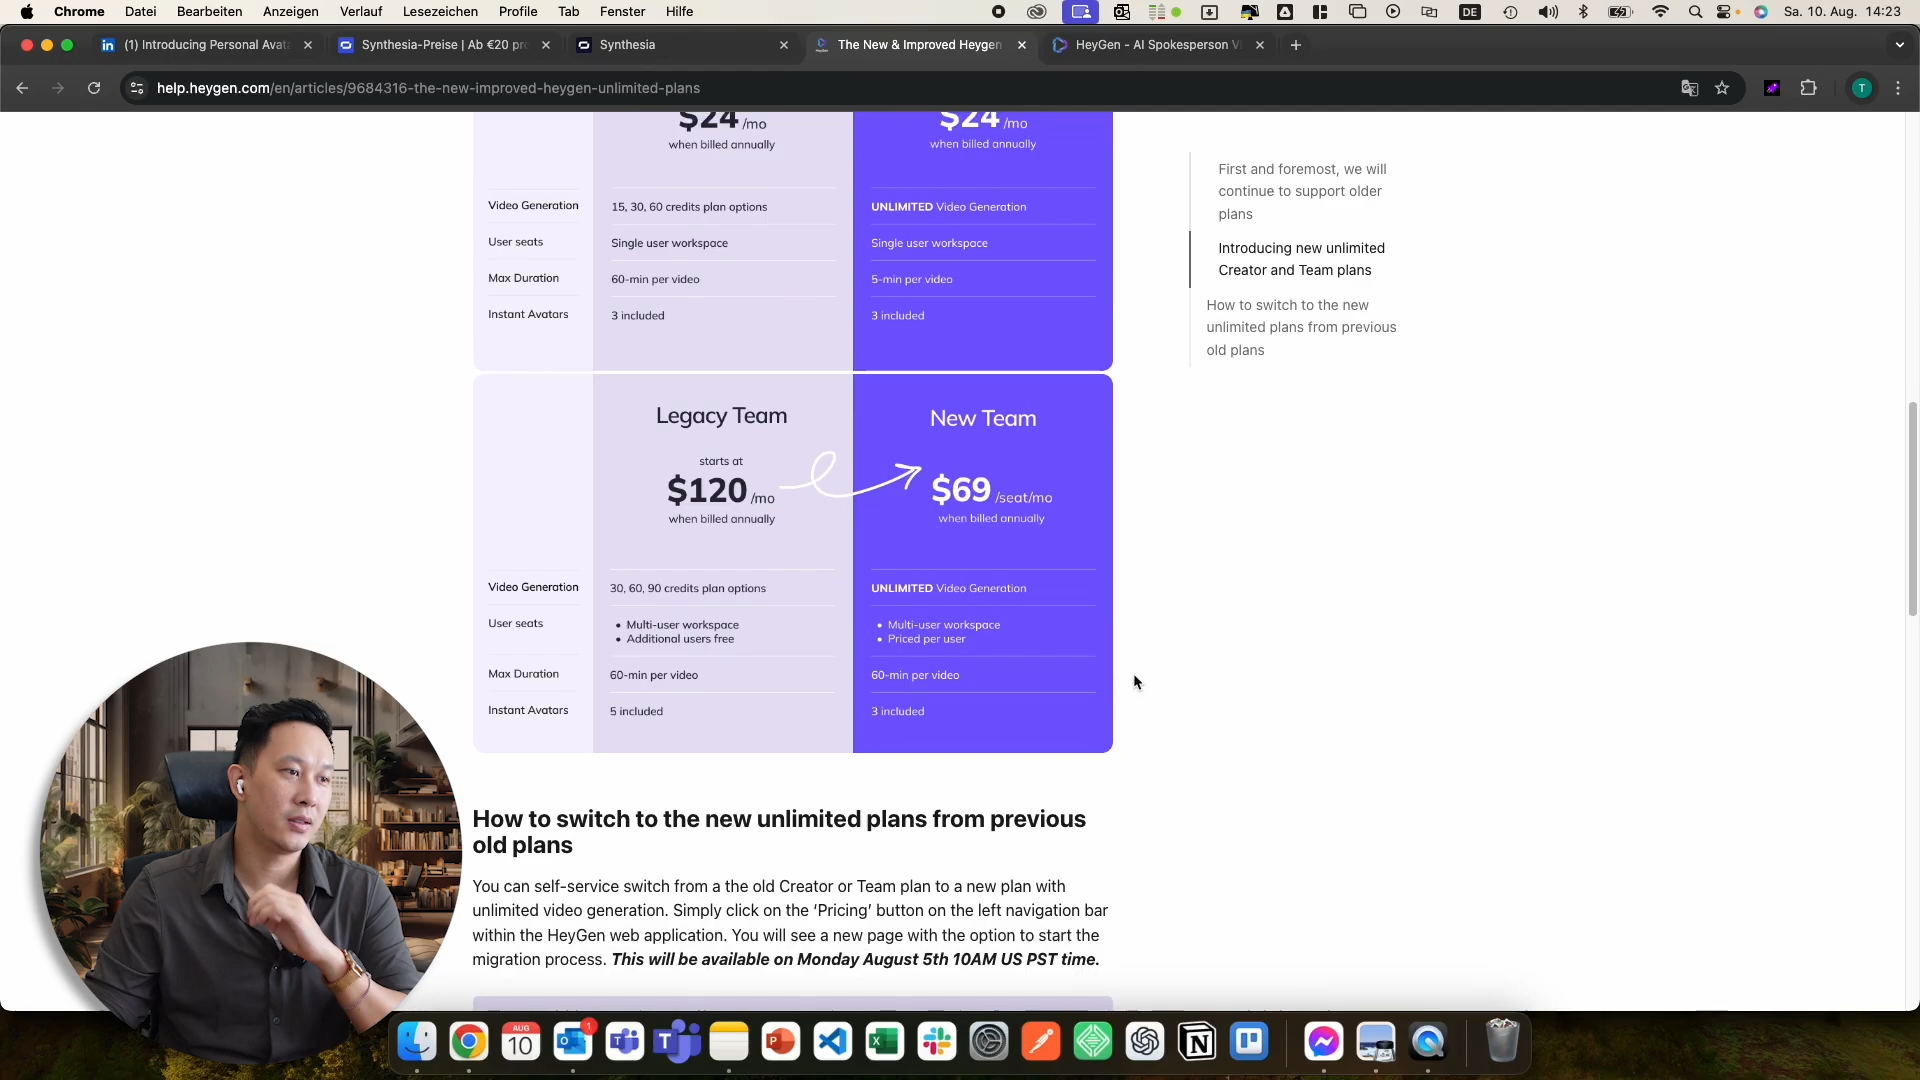 Chrome Datei Bearbeiten Anzeigen Verlauf Lesezeichen Profile Tab Fenster Hilfe DE Sa. 10. Aug. 14:23
(1) Introducing Personal Avata
Synthesia-Preise | Ab €20 pro
Synthesia
The New & Improved Heygen
HeyGen - AI Spokesperson Vi
help.heygen.com/en/articles/9684316-the-new-improved-heygen-unlimited-plans
T
$24 /mo
when billed annually
$24 /mo
when billed annually
Video Generation 15, 30, 60 credits plan options UNLIMITED Video Generation
User seats Single user workspace Single user workspace
Max Duration 60-min per video 5-min per video
Instant Avatars 3 included 3 included
Legacy Team
starts at
$120 /mo
when billed annually
New Team
$69 /seat/mo
when billed annually
Video Generation 30, 60, 90 credits plan options UNLIMITED Video Generation
User seats
• Multi-user workspace
• Additional users free
• Multi-user workspace
• Priced per user
Max Duration 60-min per video 60-min per video
Instant Avatars 5 included 3 included
How to switch to the new unlimited plans from previous
old plans
You can self-service switch from a the old Creator or Team plan to a new plan with
unlimited video generation. Simply click on the ‘Pricing’ button on the left navigation bar
within the HeyGen web application. You will see a new page with the option to start the
migration process. This will be available on Monday August 5th 10AM US PST time.
First and foremost, we will
continue to support older
plans
Introducing new unlimited
Creator and Team plans
How to switch to the new
unlimited plans from previous
old plans
AUG
10
1